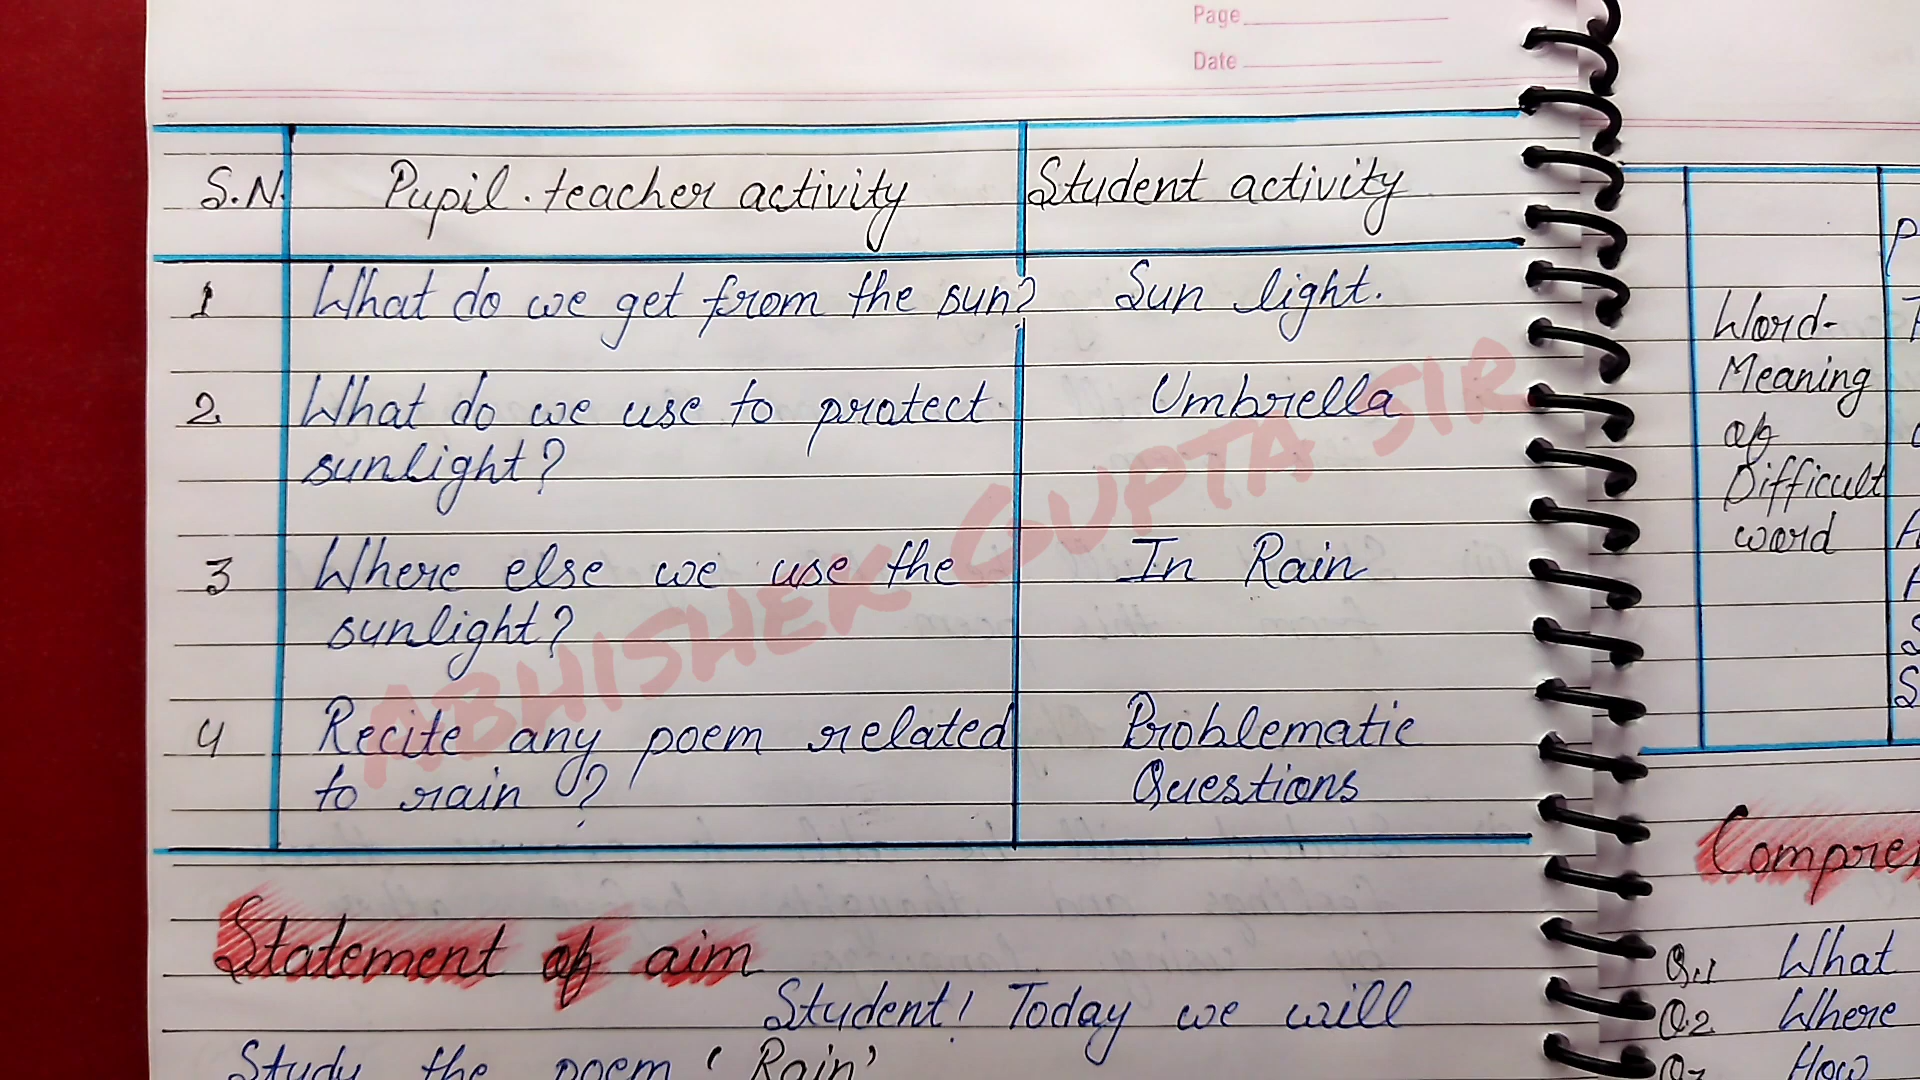 Page
Date
S.N. Pupil-teacher activity Student activity
1 What do we get from the sun? Sun light.
2 What do we use to protect Umbrella
sunlight?
3 Where else we use the In Rain
sunlight?
4 Recite any poem related Problematic
to rain ? Questions
Statement of aim
Student! Today we will
Study the poem ‘Rain’
ABHISHEK GUPTA SIR
Word-
Meaning
of
Difficult
word
Q.1 What
Q.2 Where
How